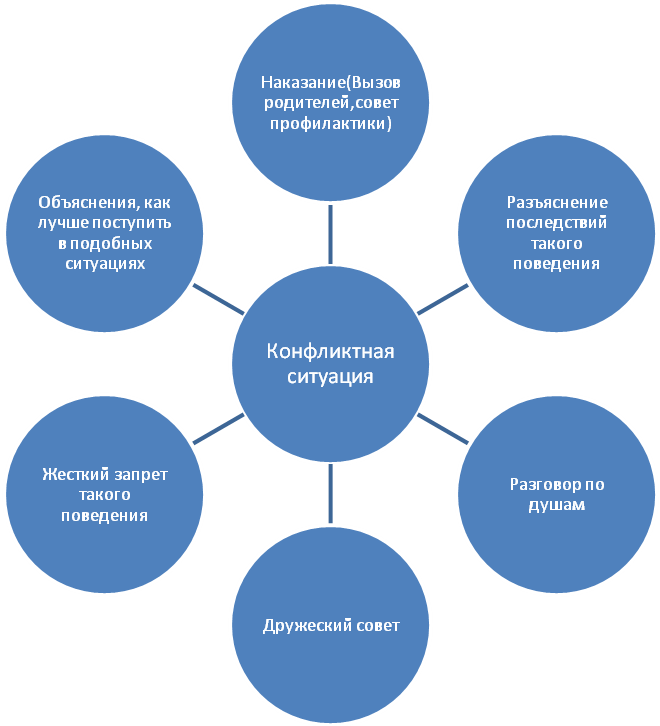 Наказание(Вызов
родителей,совет
профилактики)
Объяснения, как
лучше поступить
в подобных
ситуациях
Разъяснение
последствий
такого
поведения
Конфликтная
ситуация
Жесткий запрет
такого
поведения
Разговор по
душам
Дружеский совет